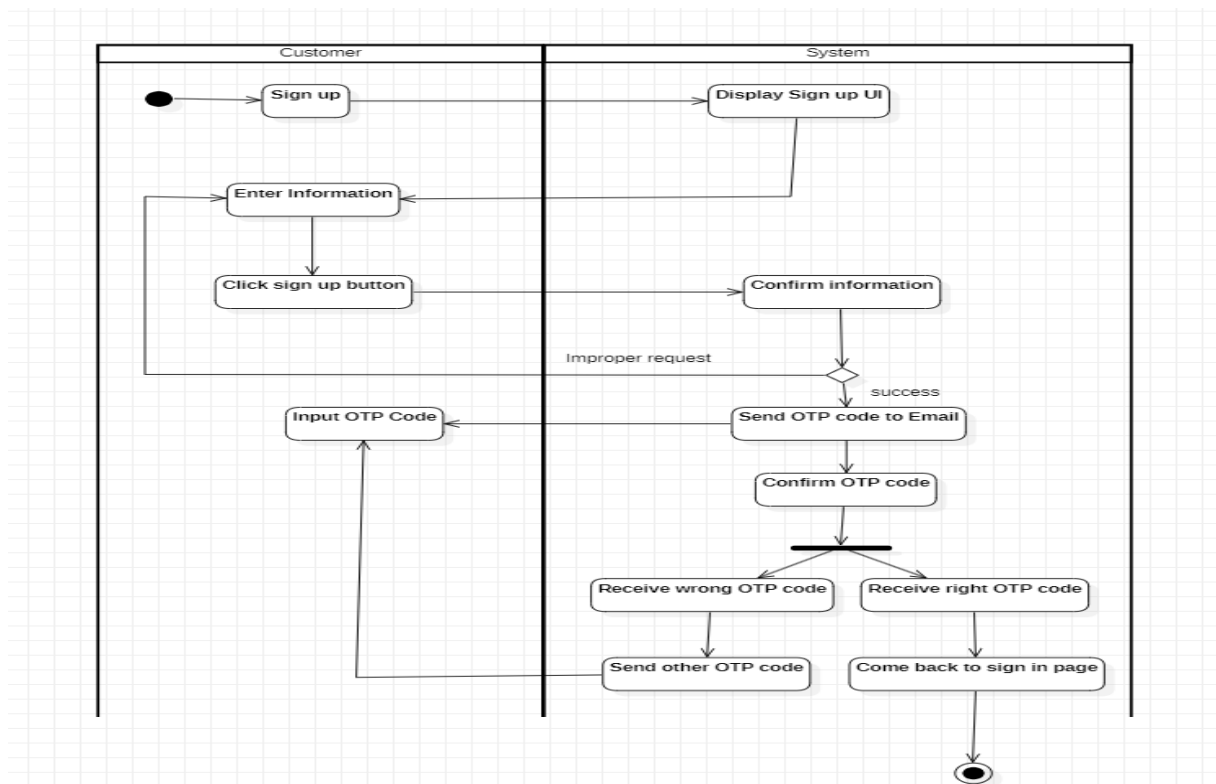 Customer
System
Sign up
Display Sign up UI
Enter Information
Click sign up button
Confirm information
Improper request
success
Input OTP Code
Send OTP code to Email
Confirm OTP code
Receive wrong OTP code
Receive right OTP code
Send other OTP code
Come back to sign in page